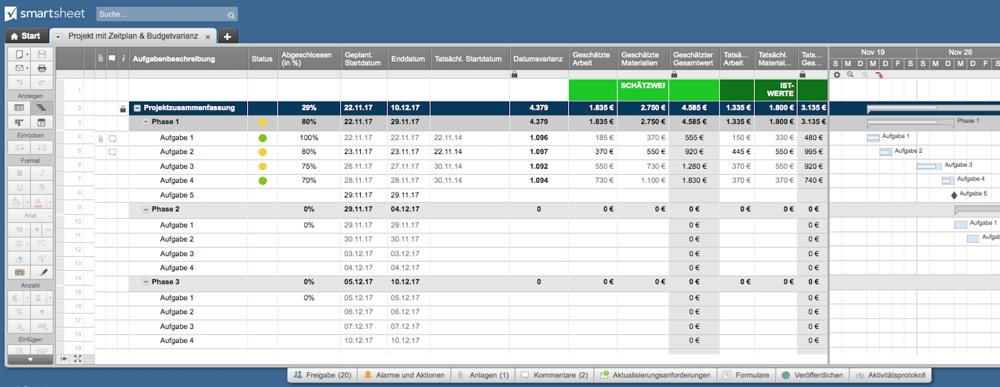 smartsheet Suche...
Start Projekt mit Zeitplan & Budgetvarianz × +
Nov 19 Nov 26
Aufgabenbeschreibung Status Abgeschlossen (in %) Geplant. Startdatum Enddatum Tatsächl. Startdatum Datumsvarianz Geschätzte Arbeit Geschätzte Materialien Geschätzter Gesamtwert Tatsä... Arbeit Tatsächl. Material... Tats... Ges...
S M D M D F S S M D M D F S
Anzeigen
Einrücken
Format
B I
U S
A
Arial
10 + −
Anzahl
€ Σ
% ,
.0 .00
Einfügen
1 SCHÄTZWER IST-WERTE
2 Projektzusammenfassung 29% 22.11.17 10.12.17 4.379 1.835 € 2.750 € 4.585 € 1.335 € 1.800 € 3.135 €
3 Phase 1 80% 22.11.17 29.11.17 4.379 1.835 € 2.750 € 4.585 € 1.335 € 1.800 € 3.135 € Phase 1
4 Aufgabe 1 100% 22.11.17 22.11.17 22.11.14 1.096 185 € 370 € 555 € 150 € 330 € 480 € Aufgabe 1
5 Aufgabe 2 80% 23.11.17 23.11.17 22.11.14 1.097 370 € 550 € 920 € 445 € 550 € 995 € Aufgabe 2
6 Aufgabe 3 75% 26.11.17 27.11.17 30.11.14 1.092 550 € 730 € 1.280 € 370 € 550 € 920 € Aufgabe 3
7 Aufgabe 4 70% 28.11.17 28.11.17 30.11.14 1.094 730 € 1.100 € 1.830 € 370 € 370 € 740 € Aufgabe 4
8 Aufgabe 5 29.11.17 29.11.17 Aufgabe 5
9 Phase 2 0% 29.11.17 04.12.17 0 0 € 0 € 0 € 0 € 0 € 0 €
10 Aufgabe 1 0% 29.11.17 29.11.17 0 € 0 € Aufgabe 1
11 Aufgabe 2 30.11.17 30.11.17 0 € 0 € Aufgab
12 Aufgabe 3 03.12.17 03.12.17 0 € 0 €
13 Aufgabe 4 04.12.17 04.12.17 0 € 0 €
14 Phase 3 0% 05.12.17 10.12.17 0 0 € 0 € 0 € 0 € 0 € 0 €
15 Aufgabe 1 0% 05.12.17 05.12.17 0 € 0 €
16 Aufgabe 2 06.12.17 06.12.17 0 € 0 €
17 Aufgabe 3 07.12.17 07.12.17 0 € 0 €
18 Aufgabe 4 10.12.17 10.12.17 0 € 0 €
19
Freigabe (20) Alarme und Aktionen Anlagen (1) Kommentare (2) Aktualisierungsanforderungen Formulare Veröffentlichen Aktivitätsprotokoll